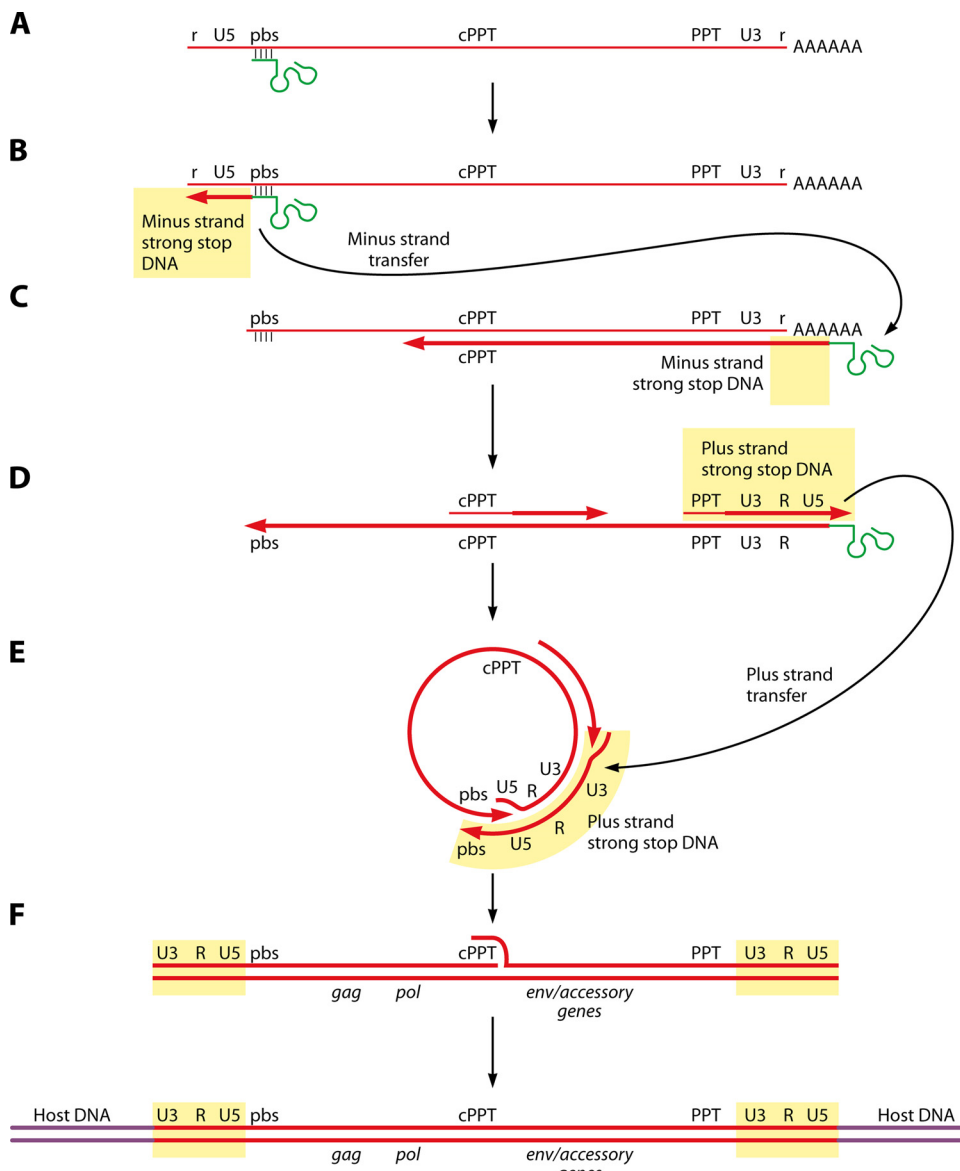 A
r U5 pbs cPPT PPT U3 r AAAAAA
B
r U5 pbs cPPT PPT U3 r AAAAAA
Minus strand
strong stop
DNA
Minus strand
transfer
C
pbs cPPT PPT U3 r AAAAAA
cPPT
Minus strand
strong stop DNA
Plus strand
strong stop DNA
D
cPPT PPT U3 R U5
pbs cPPT PPT U3 R
E
cPPT
Plus strand
transfer
pbs U5 R U3
pbs U5 R U3
Plus strand
strong stop DNA
F
U3 R U5 pbs cPPT PPT U3 R U5
gag pol env/accessory
genes
Host DNA U3 R U5 pbs cPPT PPT U3 R U5 Host DNA
gag pol env/accessory
genes